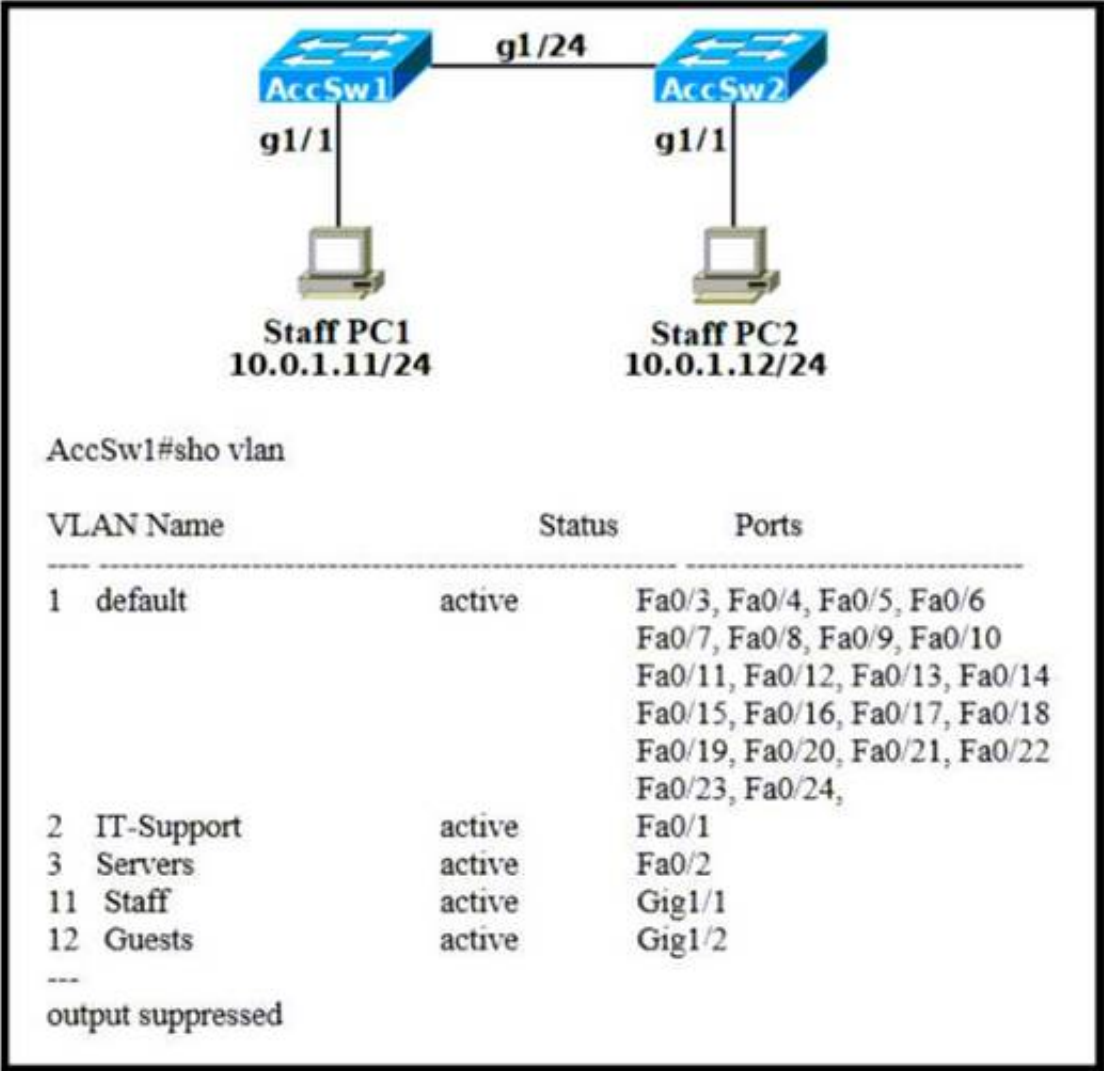 g1/24
AccSw1 AccSw2
g1/1 g1/1
Staff PC1 Staff PC2
10.0.1.11/24 10.0.1.12/24
AccSw1#sho vlan
VLAN Name Status Ports
---- -------------------------------- --------- -------------------------------
1 default active Fa0/3, Fa0/4, Fa0/5, Fa0/6
Fa0/7, Fa0/8, Fa0/9, Fa0/10
Fa0/11, Fa0/12, Fa0/13, Fa0/14
Fa0/15, Fa0/16, Fa0/17, Fa0/18
Fa0/19, Fa0/20, Fa0/21, Fa0/22
Fa0/23, Fa0/24,
2 IT-Support active Fa0/1
3 Servers active Fa0/2
11 Staff active Gig1/1
12 Guests active Gig1/2
---
output suppressed